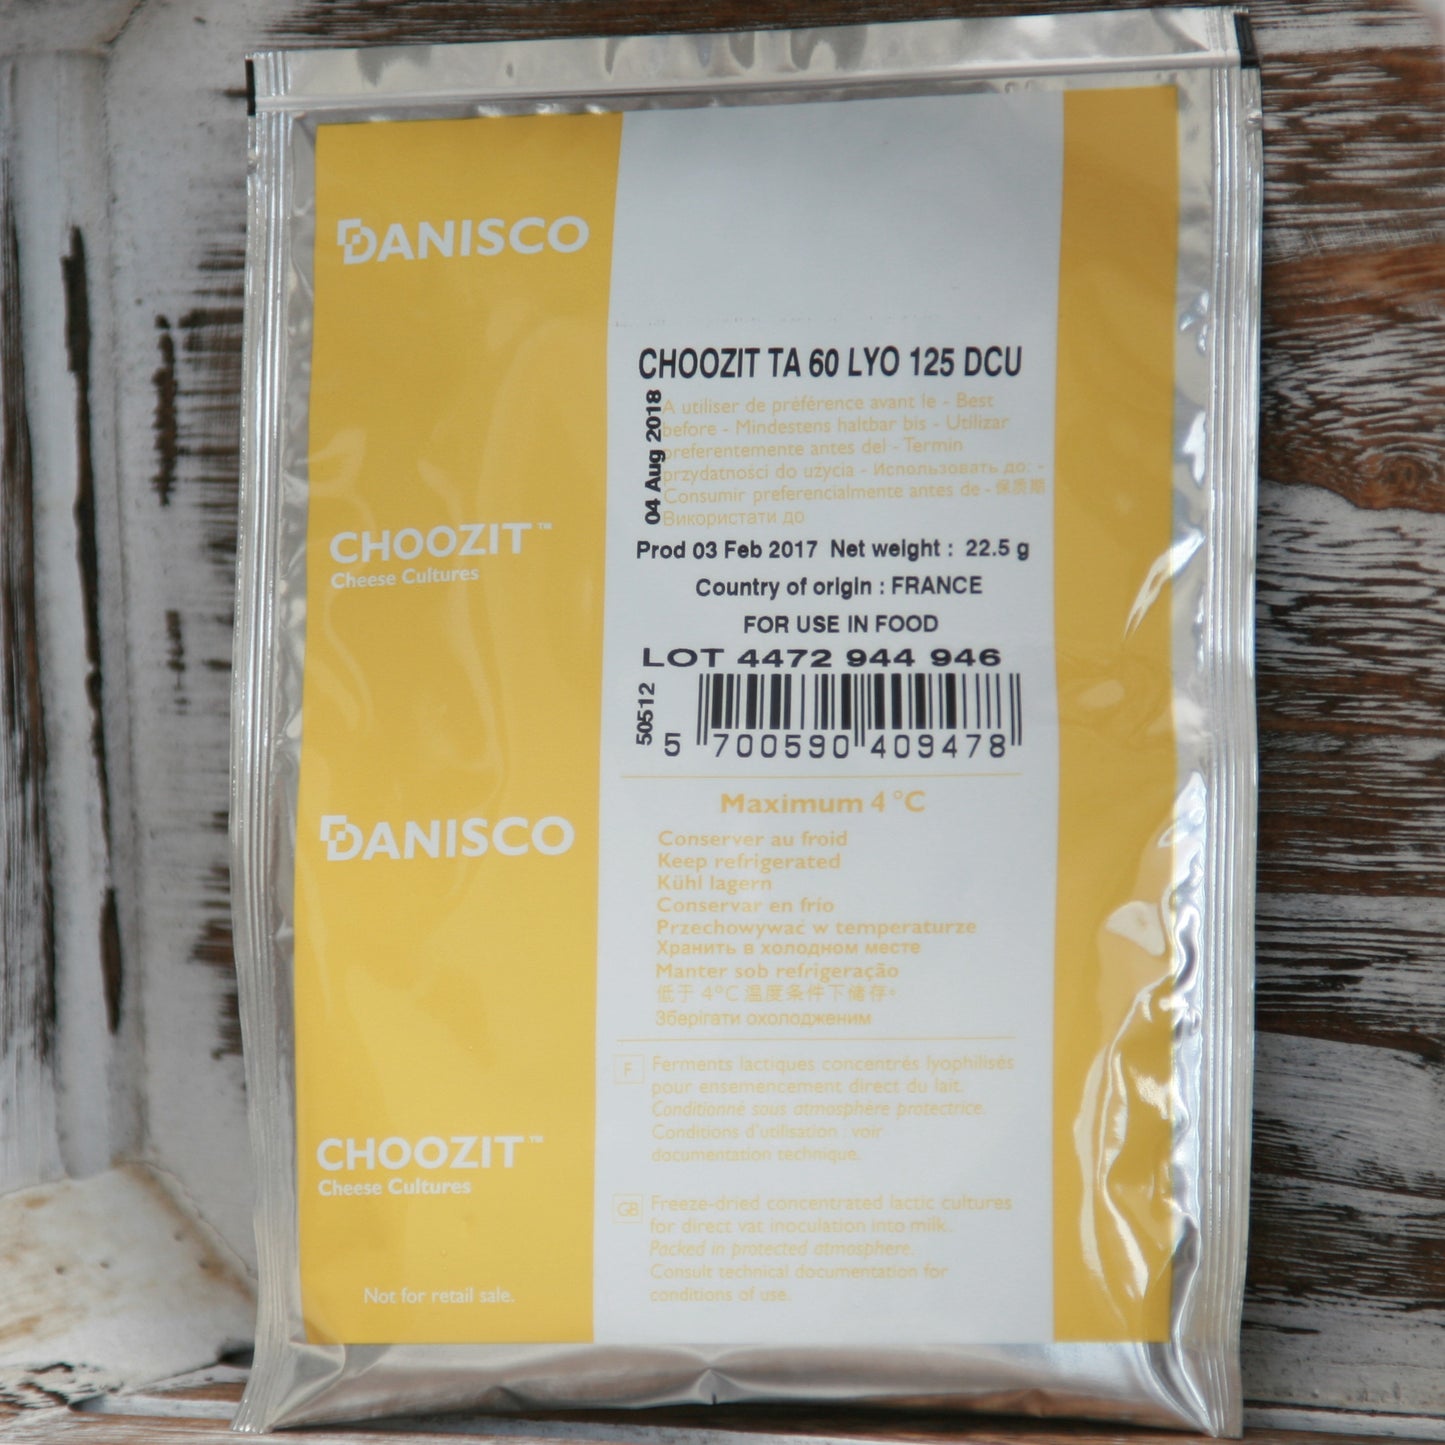 DANISCO
CHOOZIT™
Cheese Cultures
DANISCO
CHOOZIT™
Cheese Cultures
Not for retail sale.
CHOOZIT TA 60 LYO 125 DCU
04 Aug 2018
A utiliser de préférence avant le - Best
before - Mindestens haltbar bis - Utilizar
preferentemente antes del - Termin
przydatności do użycia - Использовать до: -
Consumir preferencialmente antes de - 保质期
Використати до
Prod 03 Feb 2017 Net weight : 22.5 g
Country of origin : FRANCE
FOR USE IN FOOD
LOT 4472 944 946
50512
5 700590 409478
Maximum 4 °C
Conserver au froid
Keep refrigerated
Kühl lagern
Conservar en frío
Przechowywać w temperaturze
Хранить в холодном месте
Manter sob refrigeração
低于 4°C 温度条件下储存。
Зберігати охолодженим
F Ferments lactiques concentrés lyophilisés
pour ensemencement direct du lait.
Conditionné sous atmosphère protectrice.
Conditions d'utilisation : voir
documentation technique.
GB Freeze-dried concentrated lactic cultures
for direct vat inoculation into milk.
Packed in protected atmosphere.
Consult technical documentation for
conditions of use.